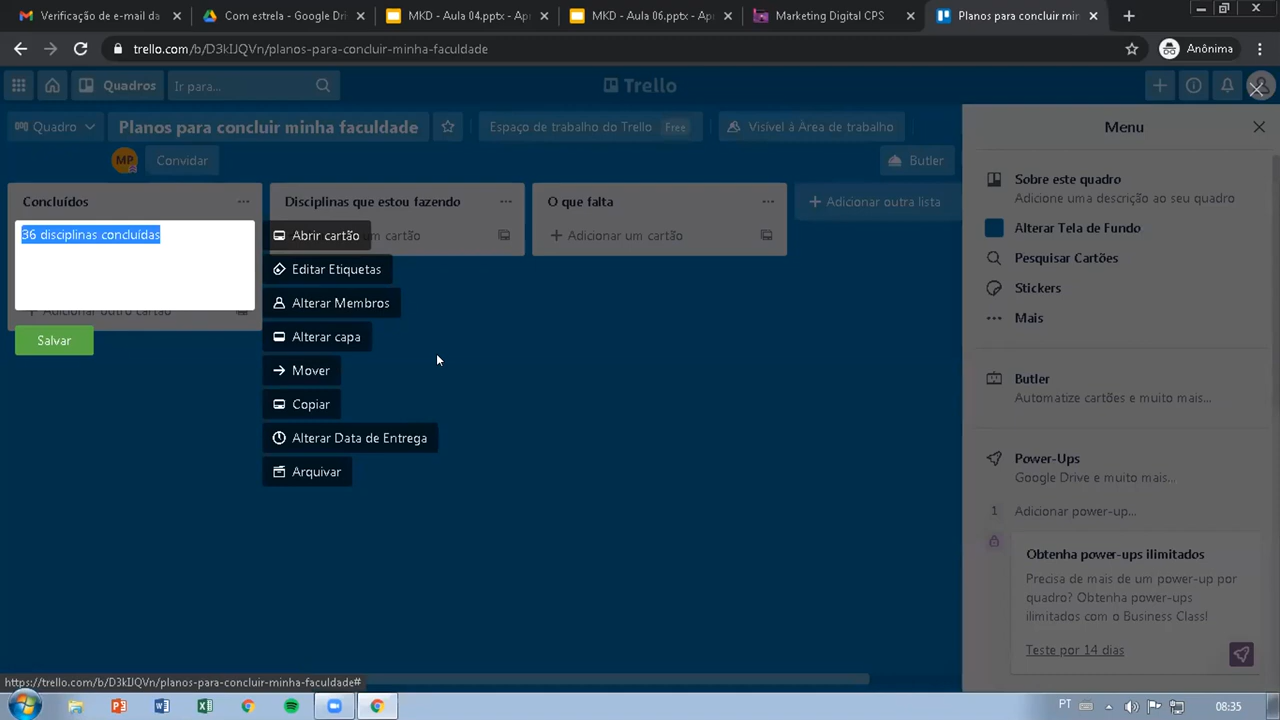 Verificação de e-mail da
Com estrela - Google Dri
MKD - Aula 04.pptx - Apr
MKD - Aula 06.pptx - Ap
Marketing Digital CPS
Planos para concluir minh
trello.com/b/D3kIJQVn/planos-para-concluir-minha-faculdade
Anônima
Quadros
Ir para...
Trello
Quadro
Planos para concluir minha faculdade
Espaço de trabalho do Trello
Free
Visível à Área de trabalho
Menu
MP
Convidar
Butler
Concluídos
Disciplinas que estou fazendo
O que falta
Adicionar outra lista
36 disciplinas concluídas
Abrir cartão
um cartão
Adicionar um cartão
Editar Etiquetas
Alterar Membros
Adicionar outro cartão
Salvar
Alterar capa
Mover
Copiar
Alterar Data de Entrega
Arquivar
Sobre este quadro
Adicione uma descrição ao seu quadro
Alterar Tela de Fundo
Pesquisar Cartões
Stickers
Mais
Butler
Automatize cartões e muito mais...
Power-Ups
Google Drive e muito mais...
1
Adicionar power-up...
Obtenha power-ups ilimitados
Precisa de mais de um power-up por
quadro? Obtenha power-ups
ilimitados com o Business Class!
Teste por 14 dias
https://trello.com/b/D3kIJQVn/planos-para-concluir-minha-faculdade#
PT
08:35